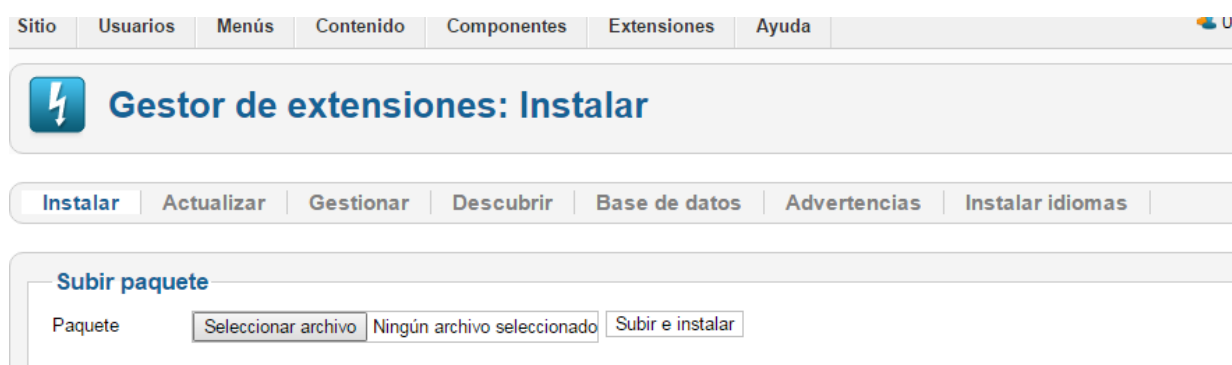 Sitio Usuarios Menús Contenido Componentes Extensiones Ayuda
Gestor de extensiones: Instalar
Instalar Actualizar Gestionar Descubrir Base de datos Advertencias Instalar idiomas
Subir paquete
Paquete Seleccionar archivo Ningún archivo seleccionado Subir e instalar